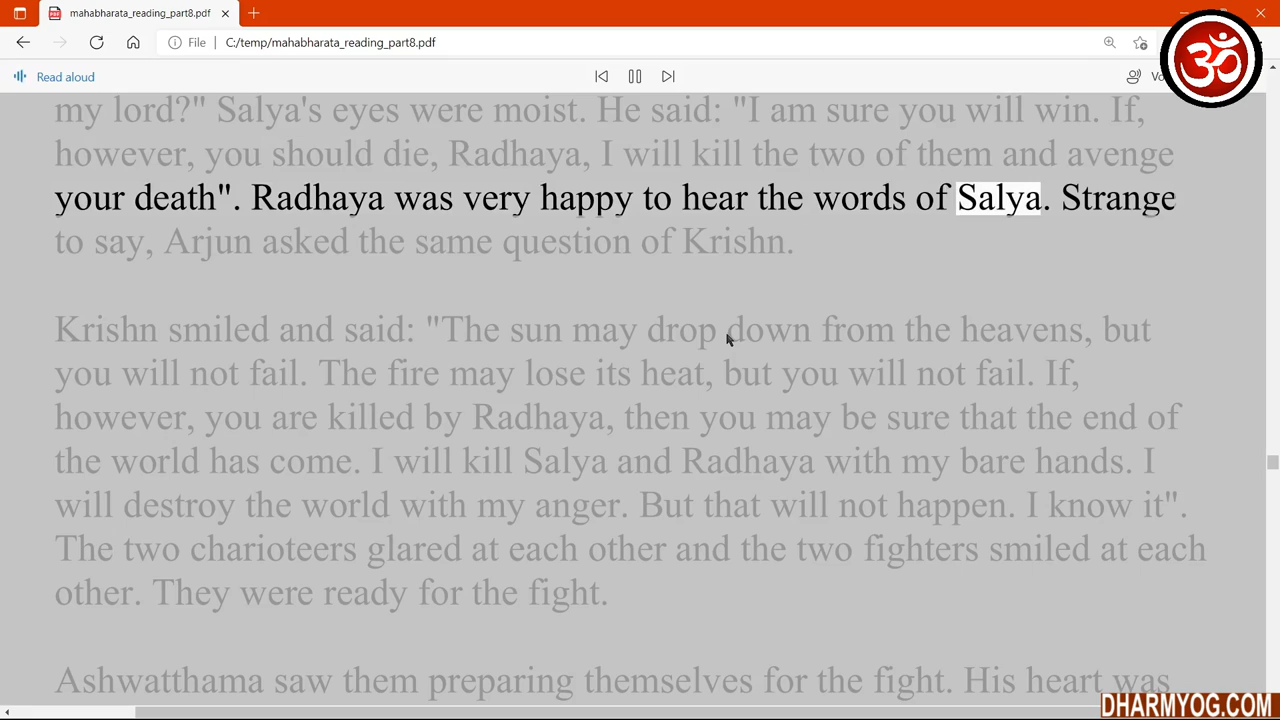 mahabharata_reading_part8.pdf
File C:/temp/mahabharata_reading_part8.pdf
ॐ
Read aloud
my lord?" Salya's eyes were moist. He said: "I am sure you will win. If,
however, you should die, Radhaya, I will kill the two of them and avenge
your death". Radhaya was very happy to hear the words of Salya. Strange
to say, Arjun asked the same question of Krishn.
Krishn smiled and said: "The sun may drop down from the heavens, but
you will not fail. The fire may lose its heat, but you will not fail. If,
however, you are killed by Radhaya, then you may be sure that the end of
the world has come. I will kill Salya and Radhaya with my bare hands. I
will destroy the world with my anger. But that will not happen. I know it".
The two charioteers glared at each other and the two fighters smiled at each
other. They were ready for the fight.
Ashwatthama saw them preparing themselves for the fight. His heart was
DHARMYOG.COM